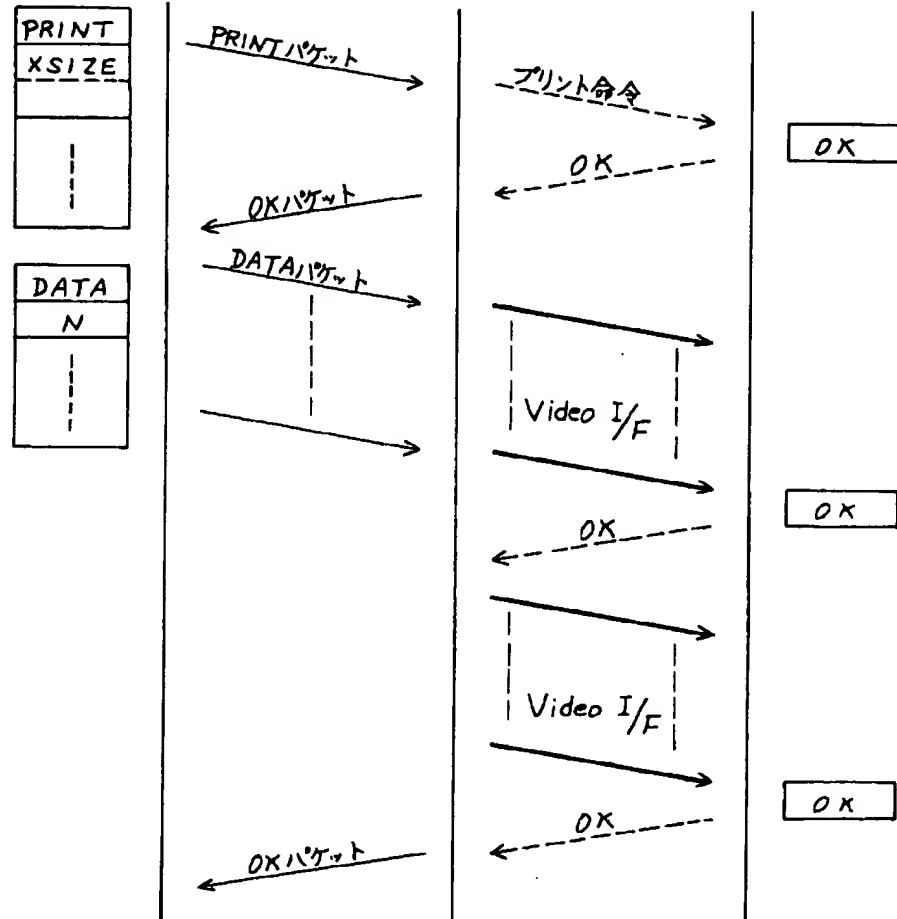 PRINT
XSIZE
PRINTパケット
プリント命令
OK
OK
OKパケット
DATAパケット
DATA
N
Video I/F
OK
OK
Video I/F
OK
OK
OKパケット